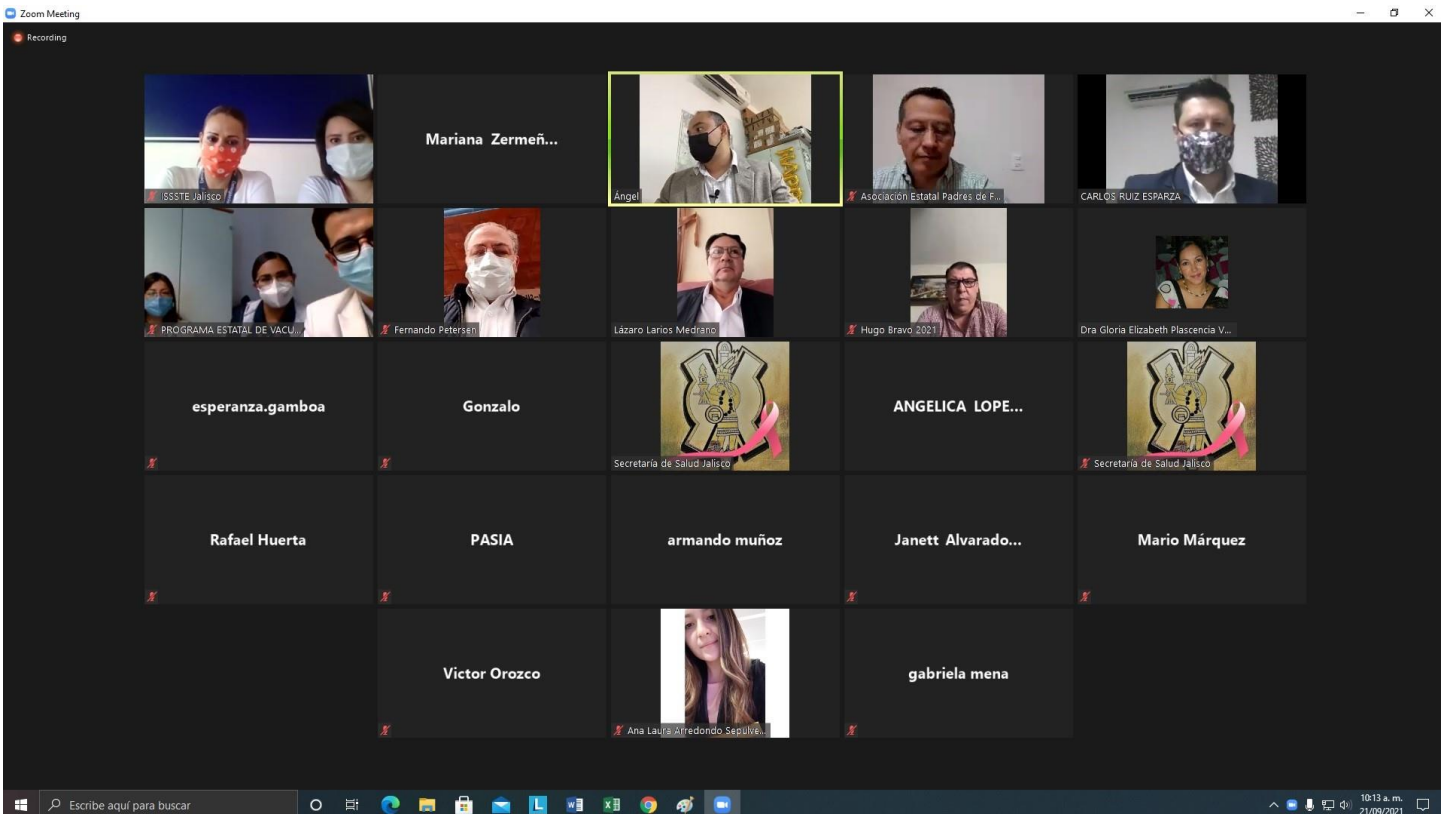 Zoom Meeting
Recording
ISSSTE Jalisco
Mariana Zermeñ...
Ángel
Asociación Estatal Padres de F...
CARLOS RUIZ ESPARZA
PROGRAMA ESTATAL DE VACU...
Fernando Petersen
Lázaro Larios Medrano
Hugo Bravo 2021
Dra Gloria Elizabeth Plascencia V...
esperanza.gamboa
Gonzalo
Secretaría de Salud Jalisco
ANGELICA LOPE...
Secretaría de Salud Jalisco
Rafael Huerta
PASIA
armando muñoz
Janett Alvarado...
Mario Márquez
Victor Orozco
Ana Laura Arredondo Sepulve...
gabriela mena
Escribe aquí para buscar
10:13 a. m.
21/09/2021